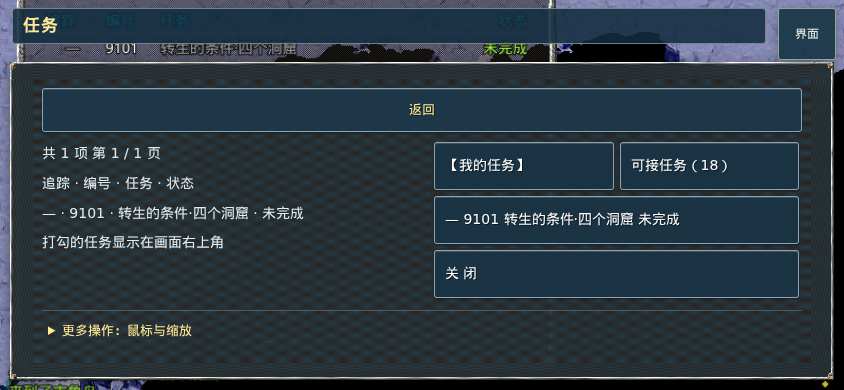 任务
追踪 编号 任务 状态
界面
— 9101 转生的条件·四个洞窟 未完成
返回
共 1 项 第 1 / 1 页
【我的任务】
可接任务（18）
追踪 · 编号 · 任务 · 状态
— · 9101 · 转生的条件·四个洞窟 · 未完成
— 9101 转生的条件·四个洞窟 未完成
打勾的任务显示在画面右上角
关 闭
▶ 更多操作：鼠标与缩放